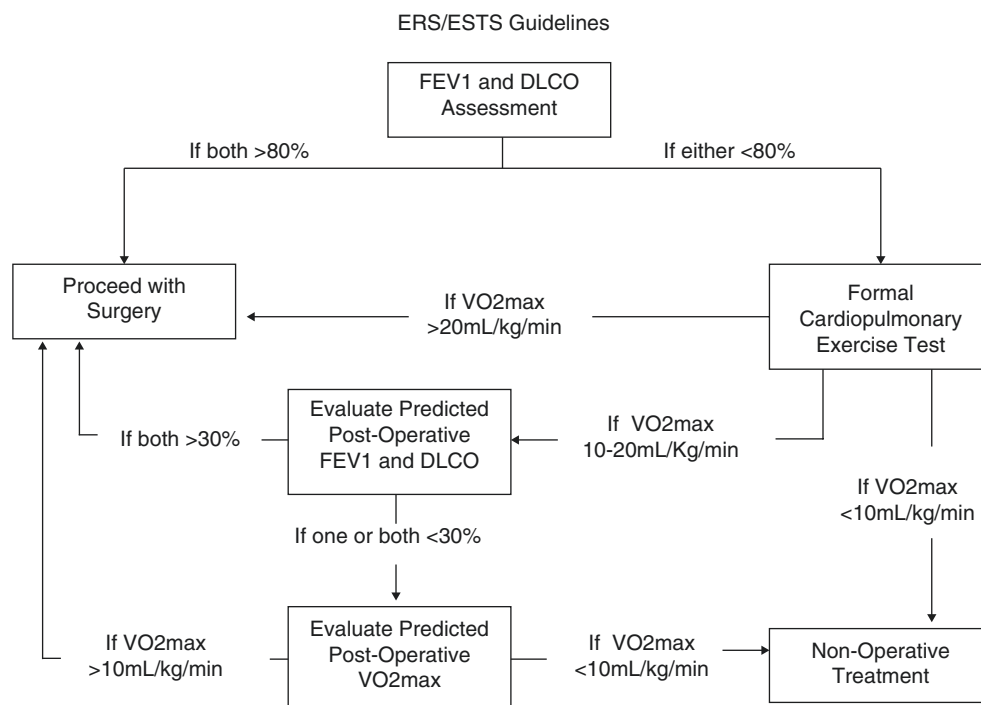 ERS/ESTS Guidelines
FEV1 and DLCO
Assessment
If both >80%
If either <80%
Proceed with
Surgery
If VO2max
>20mL/kg/min
Formal
Cardiopulmonary
Exercise Test
If both >30%
Evaluate Predicted
Post-Operative
FEV1 and DLCO
If VO2max
10-20mL/Kg/min
If VO2max
<10mL/kg/min
If one or both <30%
If VO2max
>10mL/kg/min
Evaluate Predicted
Post-Operative
VO2max
If VO2max
<10mL/kg/min
Non-Operative
Treatment